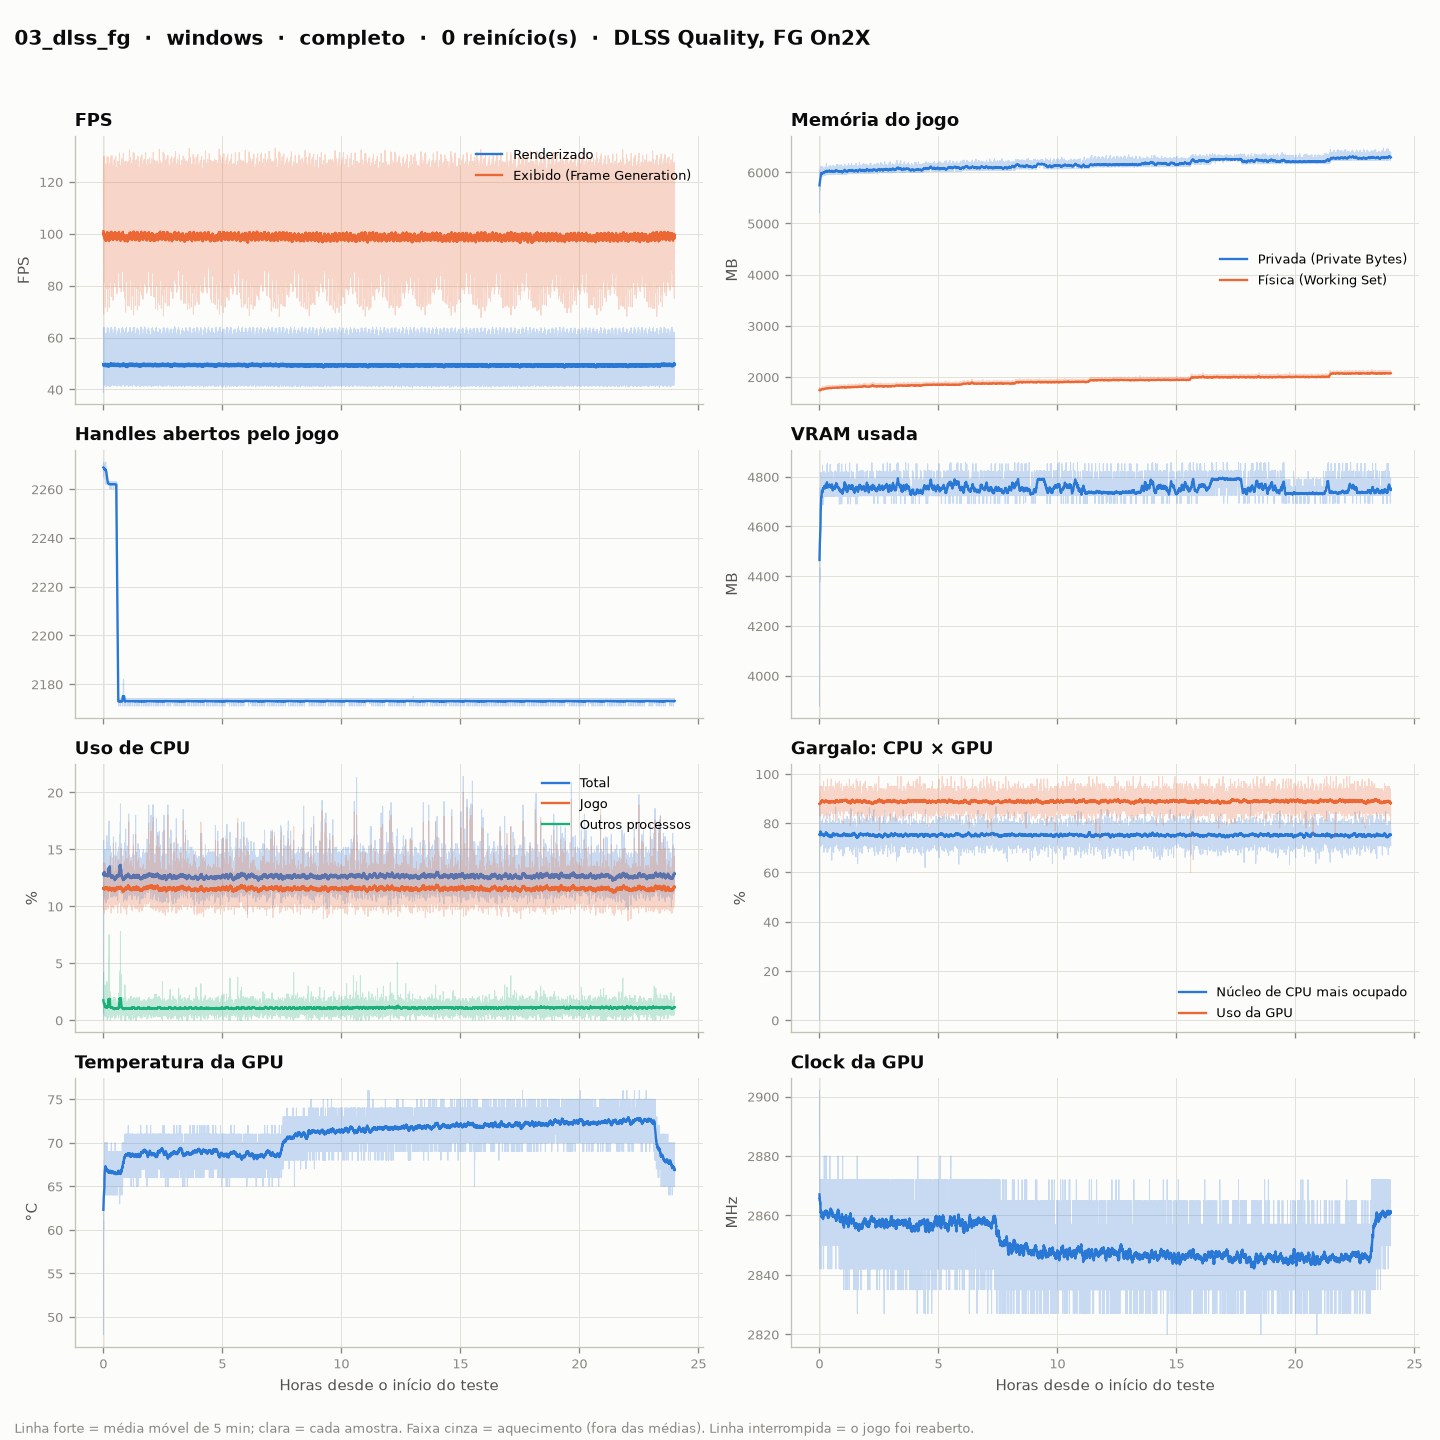 03_dlss_fg  ·  windows  ·  completo  ·  0 reinício(s)  ·  DLSS Quality, FG On2X
FPS
FPS
120
100
80
60
40
Renderizado
Exibido (Frame Generation)
Memória do jogo
MB
6000
5000
4000
3000
2000
Privada (Private Bytes)
Física (Working Set)
Handles abertos pelo jogo
2260
2240
2220
2200
2180
VRAM usada
MB
4800
4600
4400
4200
4000
Uso de CPU
%
20
15
10
5
0
Total
Jogo
Outros processos
Gargalo: CPU × GPU
%
100
80
60
40
20
0
Núcleo de CPU mais ocupado
Uso da GPU
Temperatura da GPU
°C
75
70
65
60
55
50
0 5 10 15 20 25
Horas desde o início do teste
Clock da GPU
MHz
2900
2880
2860
2840
2820
0 5 10 15 20 25
Horas desde o início do teste
Linha forte = média móvel de 5 min; clara = cada amostra. Faixa cinza = aquecimento (fora das médias). Linha interrompida = o jogo foi reaberto.